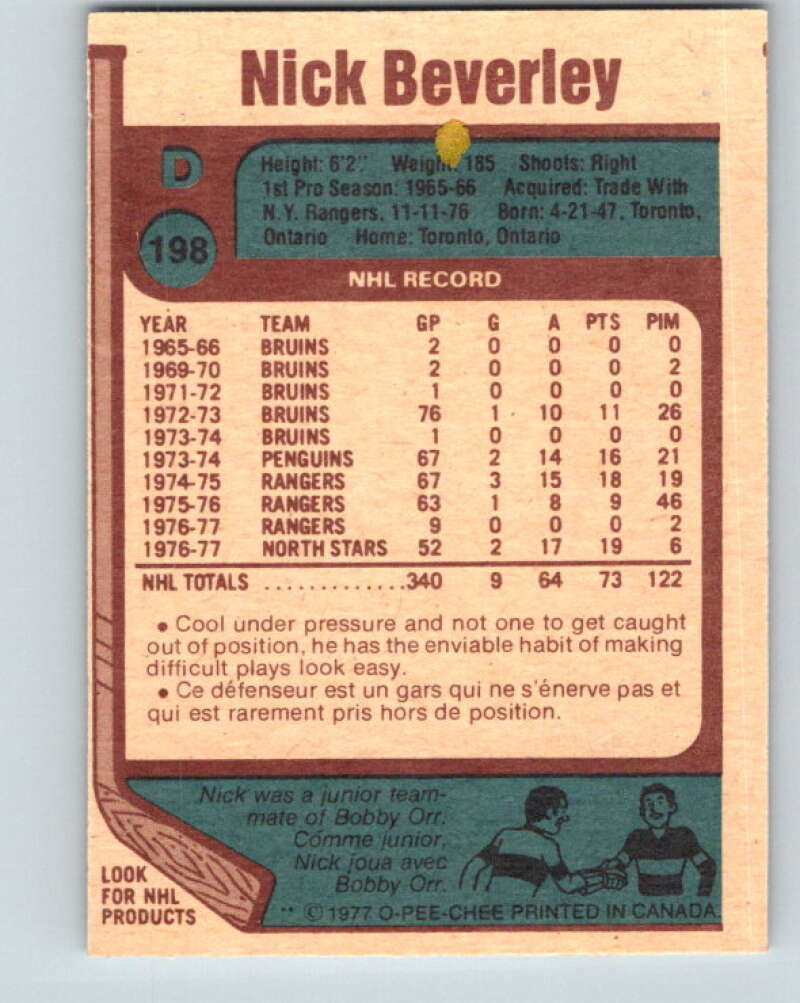 Nick Beverley
D
198
Height: 6'2" Weight: 185 Shoots: Right
1st Pro Season: 1965-66 Acquired: Trade With
N.Y. Rangers, 11-11-76 Born: 4-21-47, Toronto,
Ontario Home: Toronto, Ontario
NHL RECORD
YEAR TEAM GP G A PTS PIM
1965-66 BRUINS 2 0 0 0 0
1969-70 BRUINS 2 0 0 0 2
1971-72 BRUINS 1 0 0 0 0
1972-73 BRUINS 76 1 10 11 26
1973-74 BRUINS 1 0 0 0 0
1973-74 PENGUINS 67 2 14 16 21
1974-75 RANGERS 67 3 15 18 19
1975-76 RANGERS 63 1 8 9 46
1976-77 RANGERS 9 0 0 0 2
1976-77 NORTH STARS 52 2 17 19 6
NHL TOTALS .............340 9 64 73 122
• Cool under pressure and not one to get caught
out of position, he has the enviable habit of making
difficult plays look easy.
• Ce défenseur est un gars qui ne s'énerve pas et
qui est rarement pris hors de position.
Nick was a junior team-
mate of Bobby Orr.
Cómme junior,
Nick joua avec
Bobby Orr.
LOOK
FOR NHL
PRODUCTS
** © 1977 O-PEE-CHEE PRINTED IN CANADA